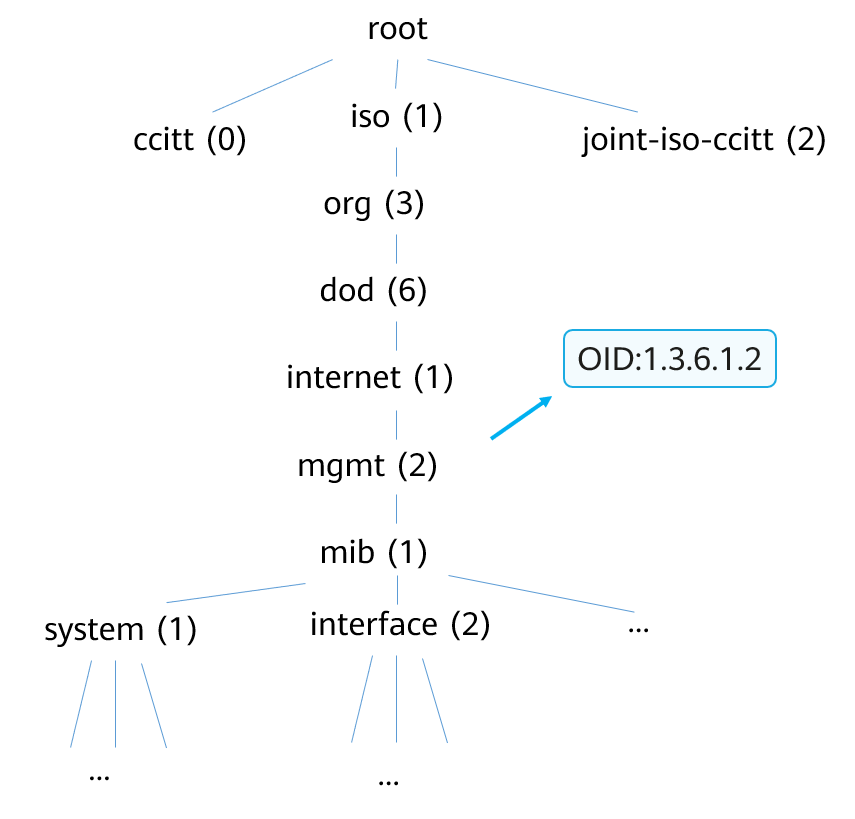 root
ccitt (0)
iso (1)
joint-iso-ccitt (2)
org (3)
dod (6)
internet (1)
OID:1.3.6.1.2
mgmt (2)
mib (1)
system (1)
interface (2)
...
...
...